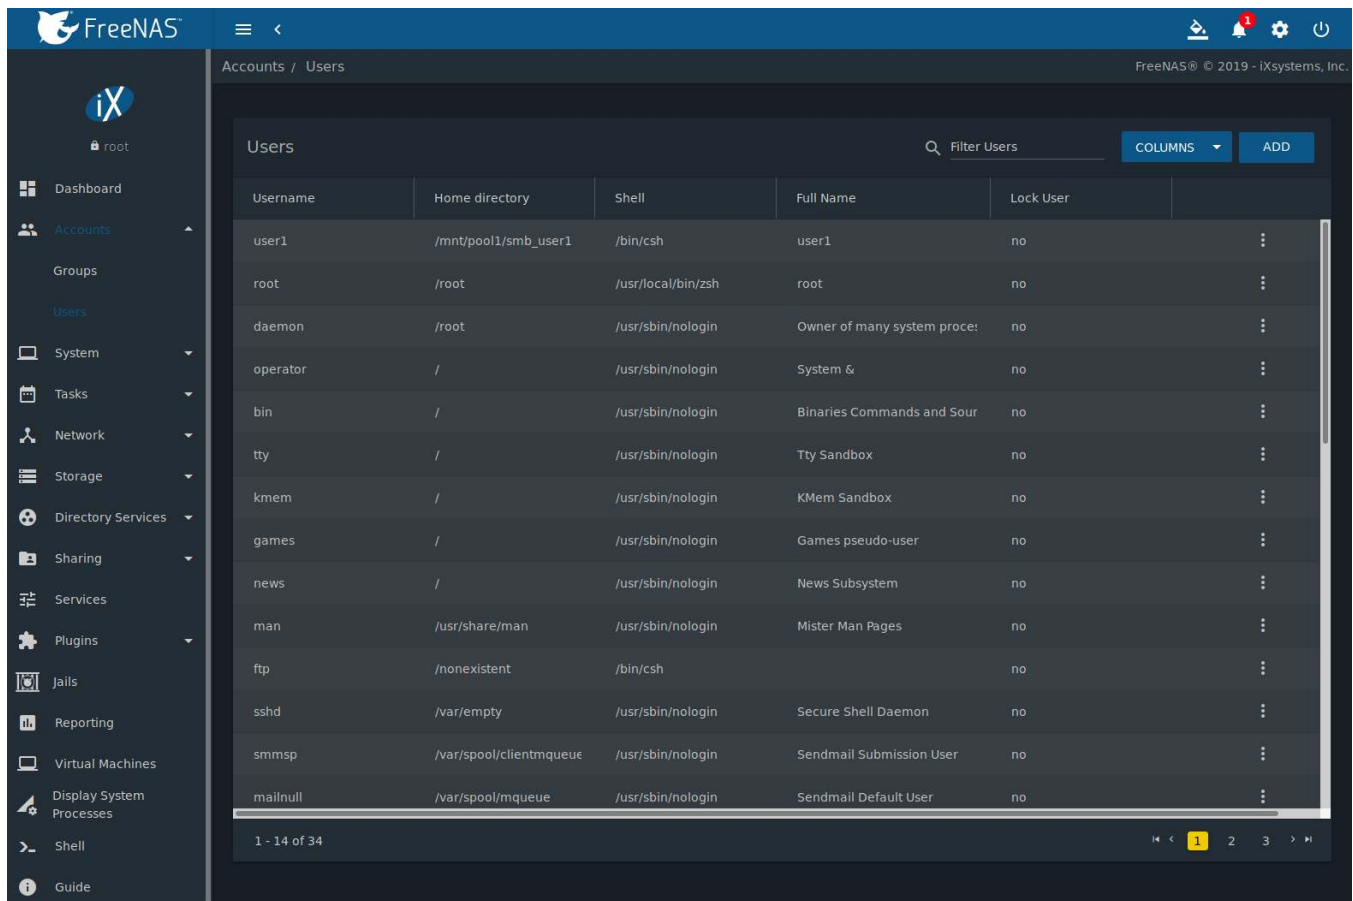 FreeNAS™
1
Accounts / Users
FreeNAS® © 2019 - iXsystems, Inc.
iX
root
Users
Filter Users
COLUMNS
ADD
Dashboard
Accounts
Groups
Users
System
Tasks
Network
Storage
Directory Services
Sharing
Services
Plugins
Jails
Reporting
Virtual Machines
Display System
Processes
Shell
Guide
Username Home directory Shell Full Name Lock User
user1 /mnt/pool1/smb_user1 /bin/csh user1 no
root /root /usr/local/bin/zsh root no
daemon /root /usr/sbin/nologin Owner of many system proces no
operator / /usr/sbin/nologin System & no
bin / /usr/sbin/nologin Binaries Commands and Sour no
tty / /usr/sbin/nologin Tty Sandbox no
kmem / /usr/sbin/nologin KMem Sandbox no
games / /usr/sbin/nologin Games pseudo-user no
news / /usr/sbin/nologin News Subsystem no
man /usr/share/man /usr/sbin/nologin Mister Man Pages no
ftp /nonexistent /bin/csh no
sshd /var/empty /usr/sbin/nologin Secure Shell Daemon no
smmsp /var/spool/clientmqueue /usr/sbin/nologin Sendmail Submission User no
mailnull /var/spool/mqueue /usr/sbin/nologin Sendmail Default User no
1 - 14 of 34
1 2 3